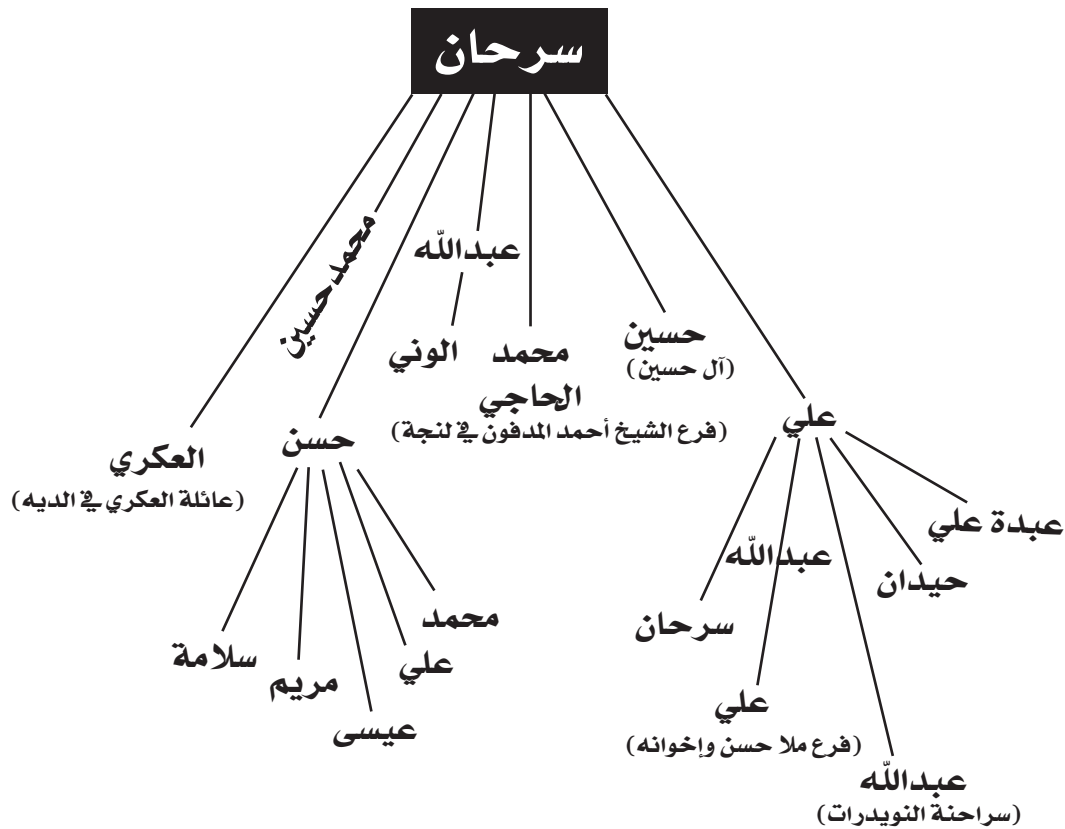 سرحان
محمد حسين
عبدالله
حسين
(آل حسين)
محمد
الحاجي
(فرع الشيخ أحمد المدفون في لنجة)
الوني
علي
حسن
العكري
(عائلة العكري في الديه)
عبدة علي
حيدان
عبدالله
سرحان
علي
(فرع ملا حسن وإخوانه)
عبدالله
(سراحنة النويدرات)
محمد
علي
عيسى
مريم
سلامة